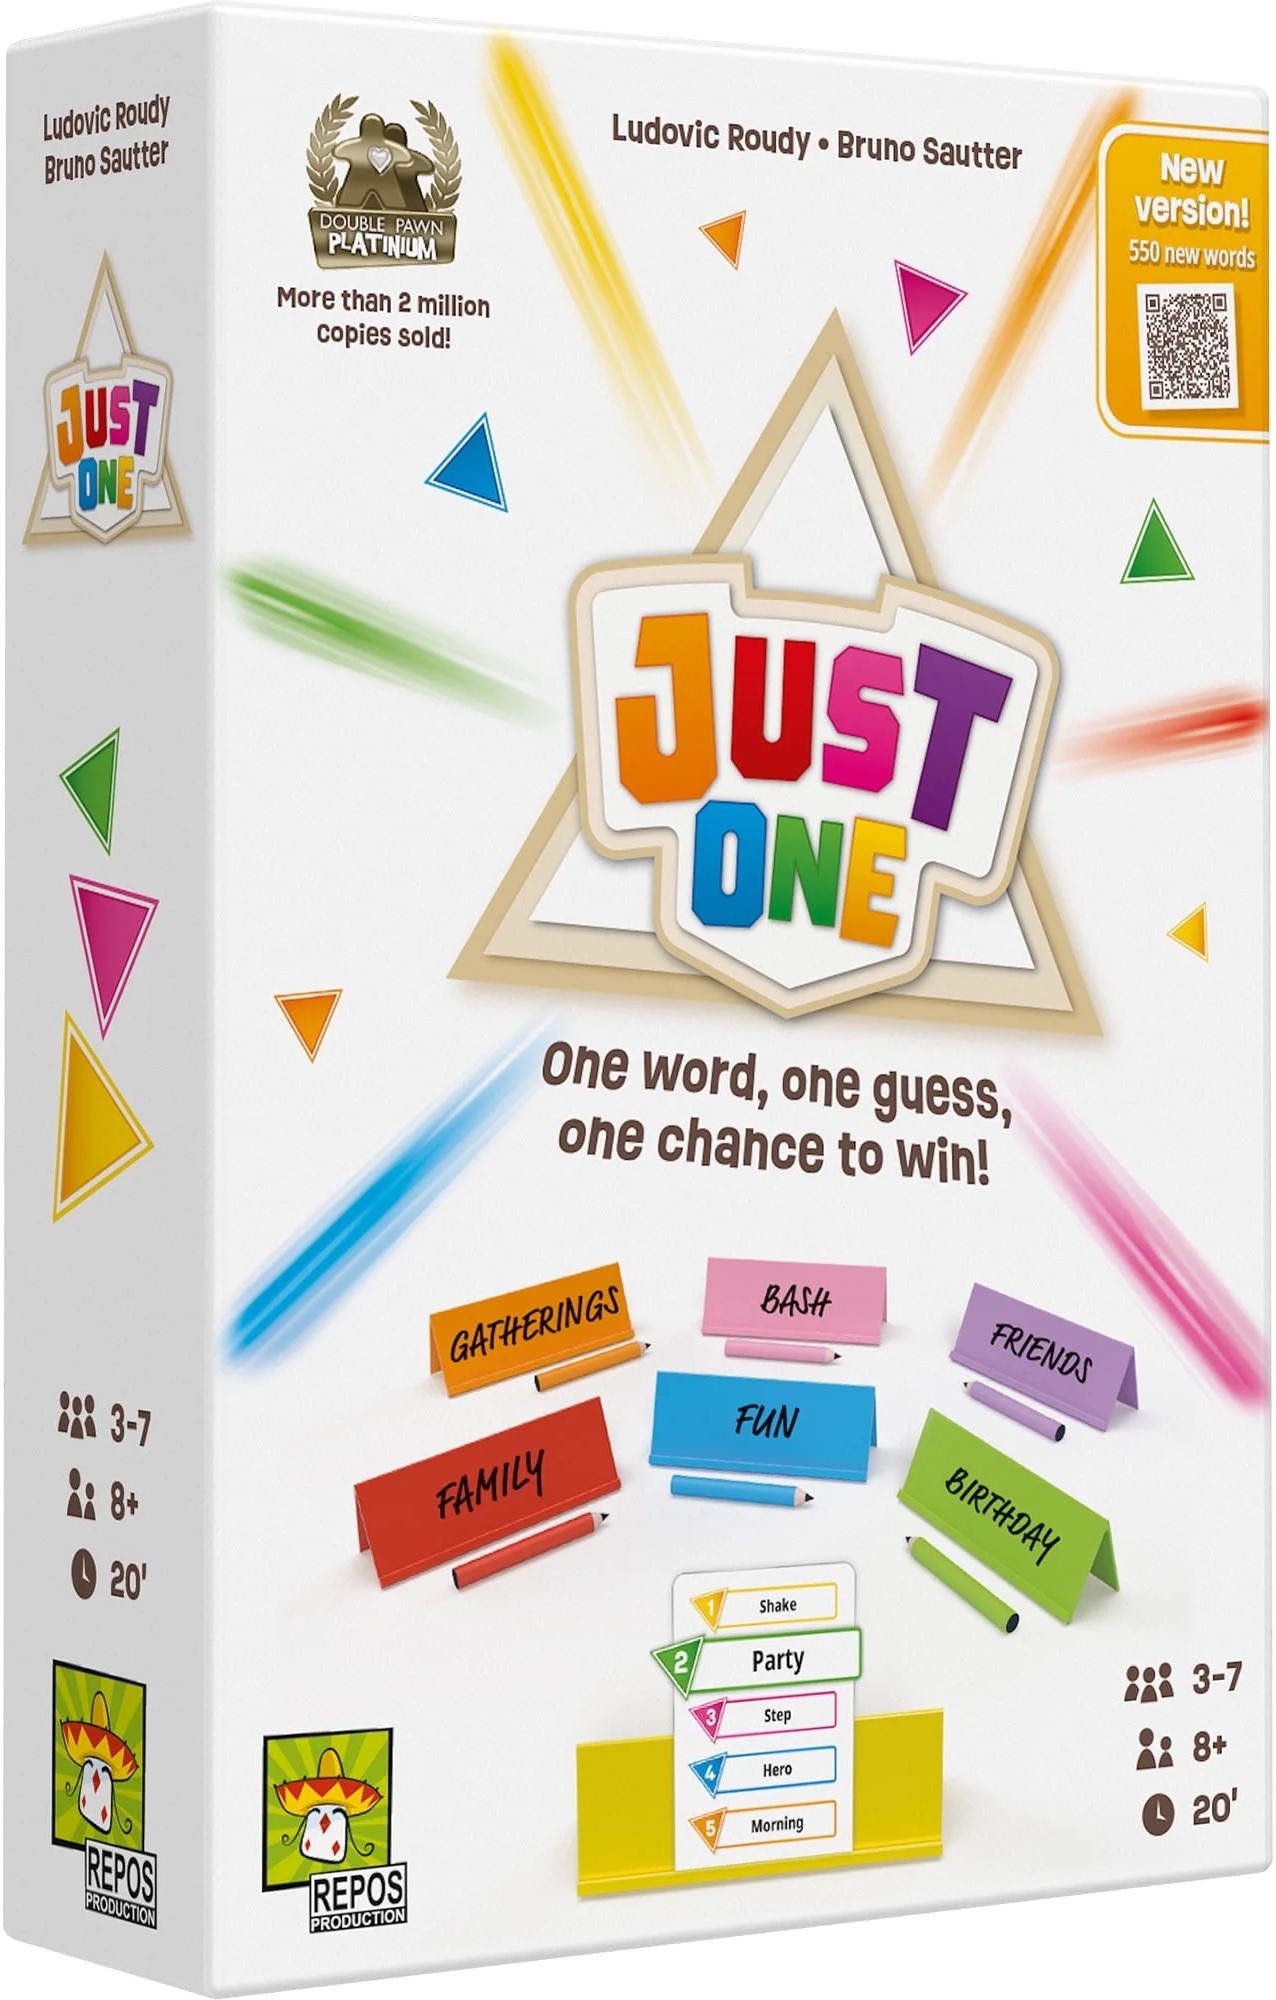 Ludovic Roudy
Bruno Sautter
JUST
ONE
3-7
8+
20'
REPOS
PRODUCTION
DOUBLE PAWN
PLATINIUM
More than 2 million
copies sold!
Ludovic Roudy • Bruno Sautter
New
version!
550 new words
JUST
ONE
One word, one guess,
one chance to win!
GATHERINGS
BASH
FRIENDS
FAMILY
FUN
BIRTHDAY
1 Shake
2 Party
3 Step
4 Hero
5 Morning
3-7
8+
20'
REPOS
PRODUCTION